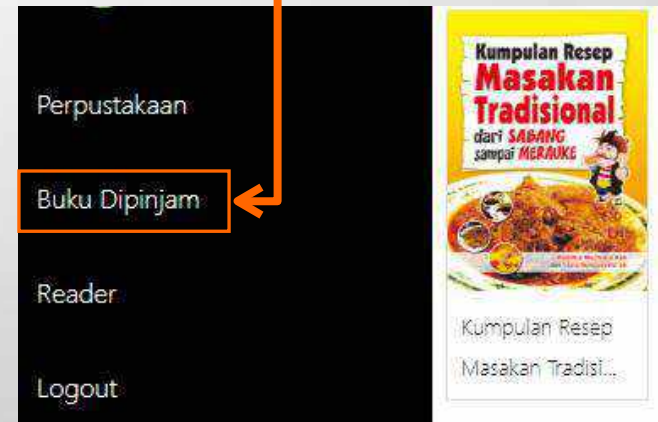 Perpustakaan
Buku Dipinjam
Reader
Logout
Kumpulan Resep
Masakan
Tradisional
dari SABANG
sampai MERAUKE
Kumpulan Resep
Masakan Tradisi...